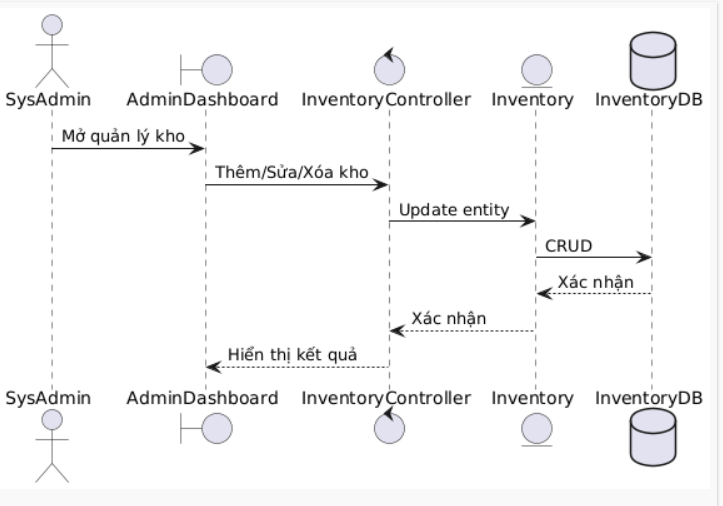 SysAdmin AdminDashboard InventoryController Inventory InventoryDB
Mở quản lý kho
Thêm/Sửa/Xóa kho
Update entity
CRUD
Xác nhận
Xác nhận
Hiển thị kết quả
SysAdmin AdminDashboard InventoryController Inventory InventoryDB